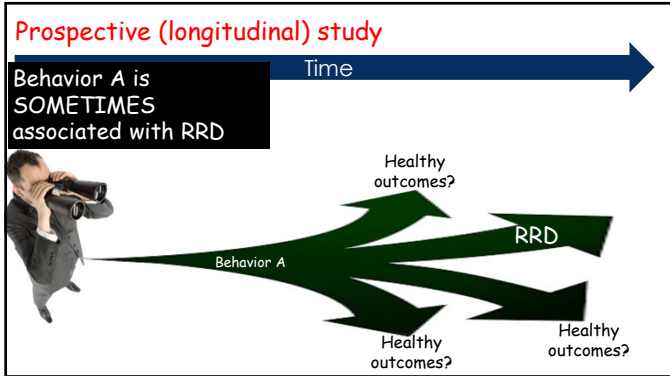 Prospective (longitudinal) study
Time
Behavior A is
SOMETIMES
associated with RRD
Healthy
outcomes?
RRD
Behavior A
Healthy
outcomes?
Healthy
outcomes?